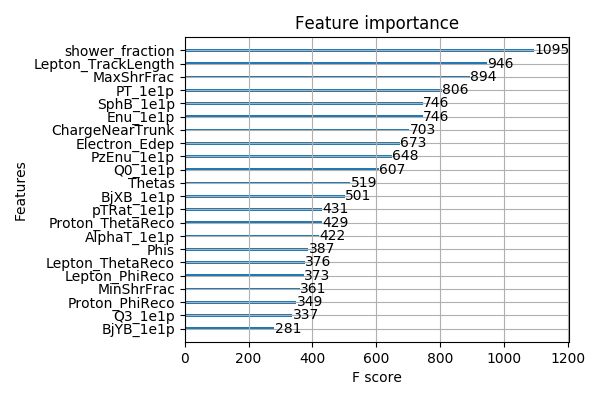 Feature importance
Features
shower_fraction 1095
Lepton_TrackLength 946
MaxShrFrac 894
PT_1e1p 806
SphB_1e1p 746
Enu_1e1p 746
ChargeNearTrunk 703
Electron_Edep 673
PzEnu_1e1p 648
Q0_1e1p 607
Thetas 519
BjXB_1e1p 501
pTRat_1e1p 431
Proton_ThetaReco 429
AlphaT_1e1p 422
Phis 387
Lepton_ThetaReco 376
Lepton_PhiReco 373
MinShrFrac 361
Proton_PhiReco 349
Q3_1e1p 337
BjYB_1e1p 281
0 200 400 600 800 1000 1200
F score